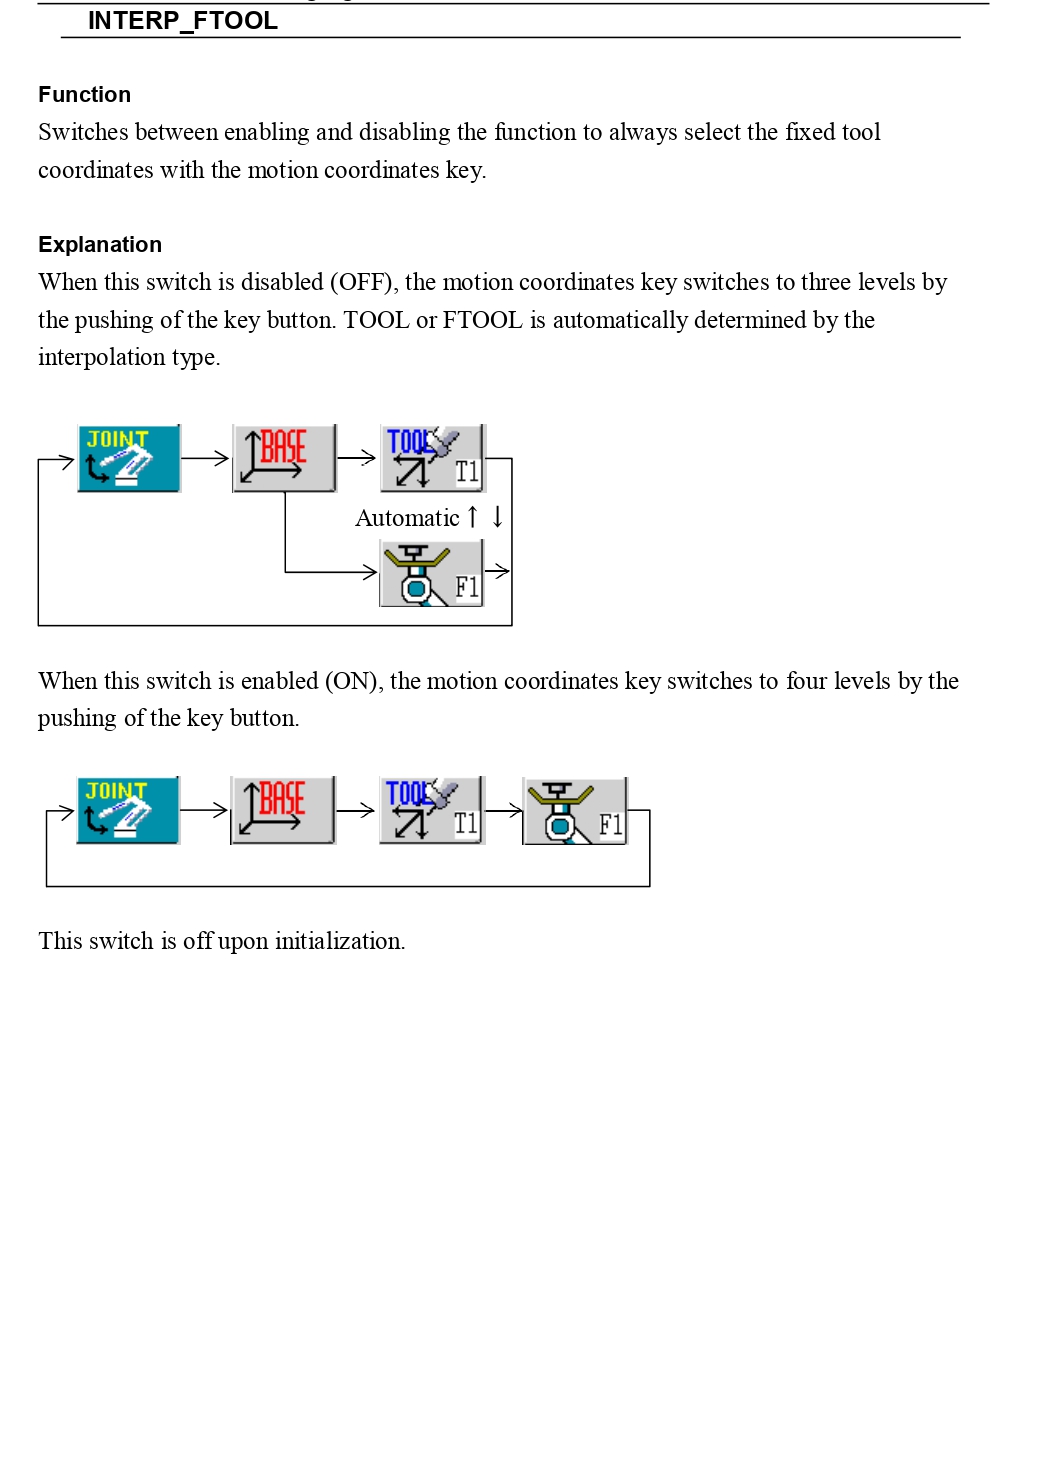 INTERP_FTOOL
Function
Switches between enabling and disabling the function to always select the fixed tool
coordinates with the motion coordinates key.
Explanation
When this switch is disabled (OFF), the motion coordinates key switches to three levels by
the pushing of the key button. TOOL or FTOOL is automatically determined by the
interpolation type.
JOINT
BASE
TOOL
T1
Automatic ↑ ↓
F1
When this switch is enabled (ON), the motion coordinates key switches to four levels by the
pushing of the key button.
JOINT
BASE
TOOL
T1
F1
This switch is off upon initialization.